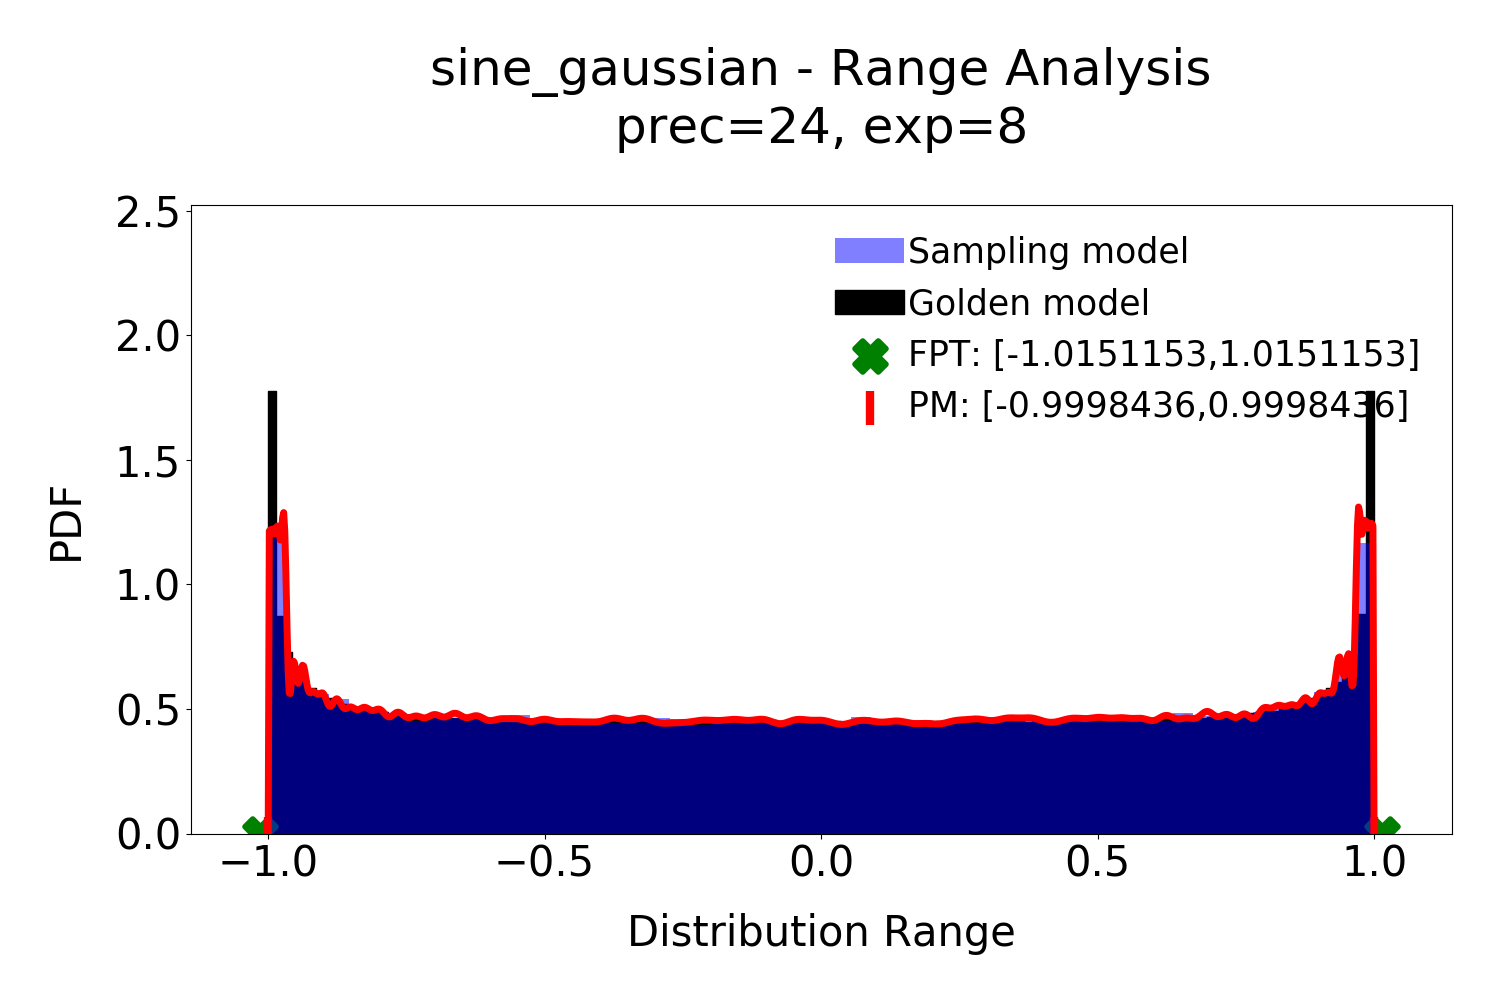 sine_gaussian - Range Analysis
prec=24, exp=8
2.5
2.0
1.5
1.0
0.5
0.0
PDF
Sampling model
Golden model
FPT: [-1.0151153,1.0151153]
PM: [-0.9998436,0.9998436]
−1.0 −0.5 0.0 0.5 1.0
Distribution Range